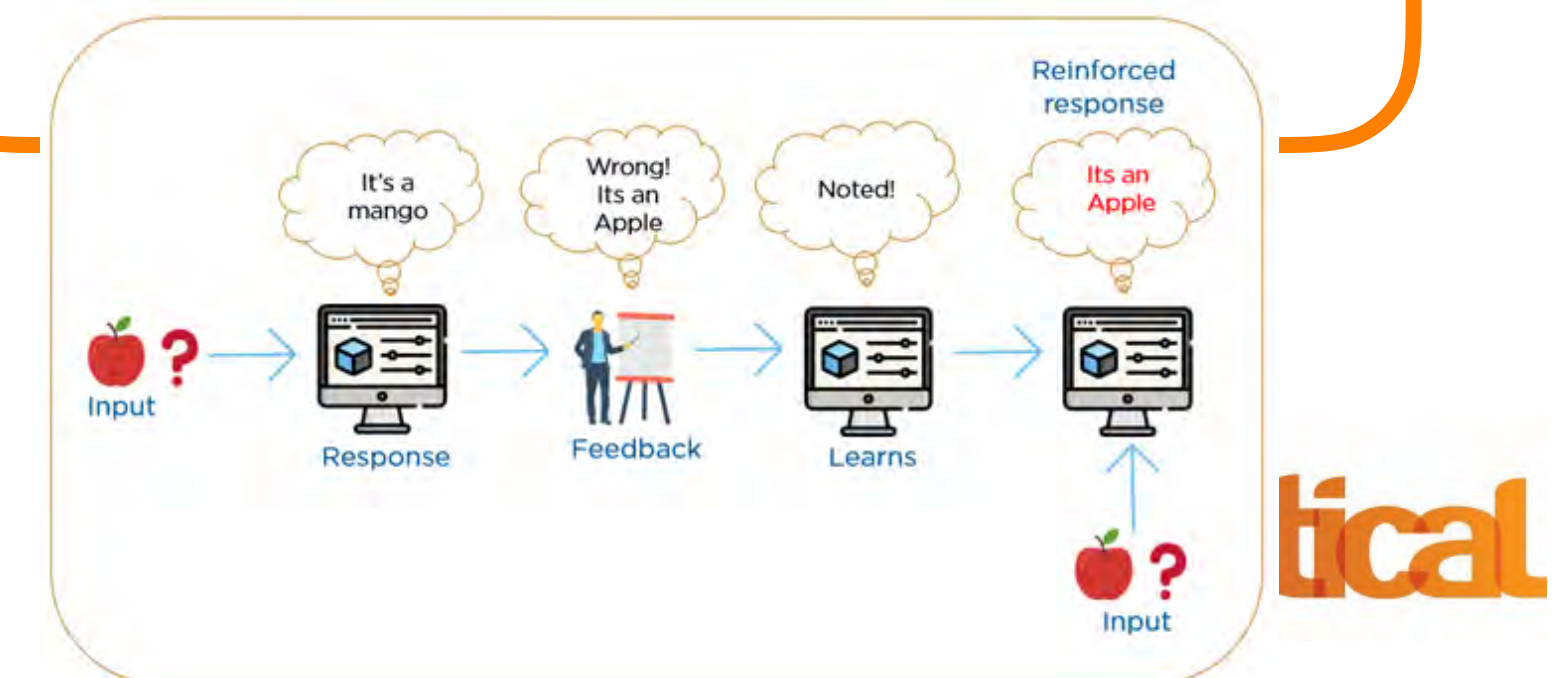 Reinforced
response
It's a
mango
Wrong!
Its an
Apple
Noted!
Its an
Apple
?
Input
Response
Feedback
Learns
?
Input
tical